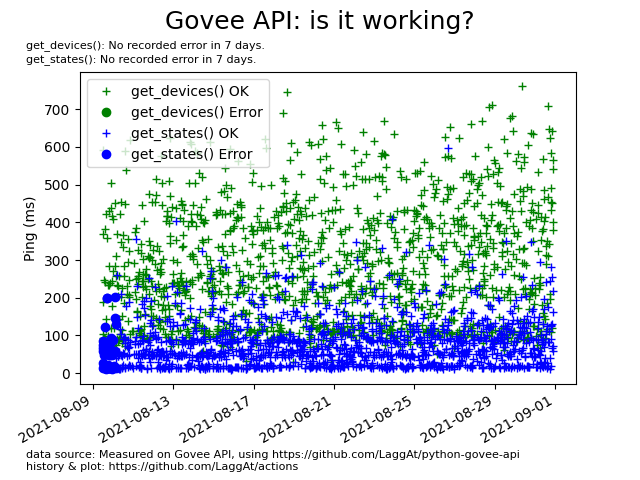 Govee API: is it working?
get_devices(): No recorded error in 7 days.
get_states(): No recorded error in 7 days.
get_devices() OK
get_devices() Error
get_states() OK
get_states() Error
Ping (ms)
700
600
500
400
300
200
100
0
2021-08-09
2021-08-13
2021-08-17
2021-08-21
2021-08-25
2021-08-29
2021-09-01
data source: Measured on Govee API, using https://github.com/LaggAt/python-govee-api
history & plot: https://github.com/LaggAt/actions